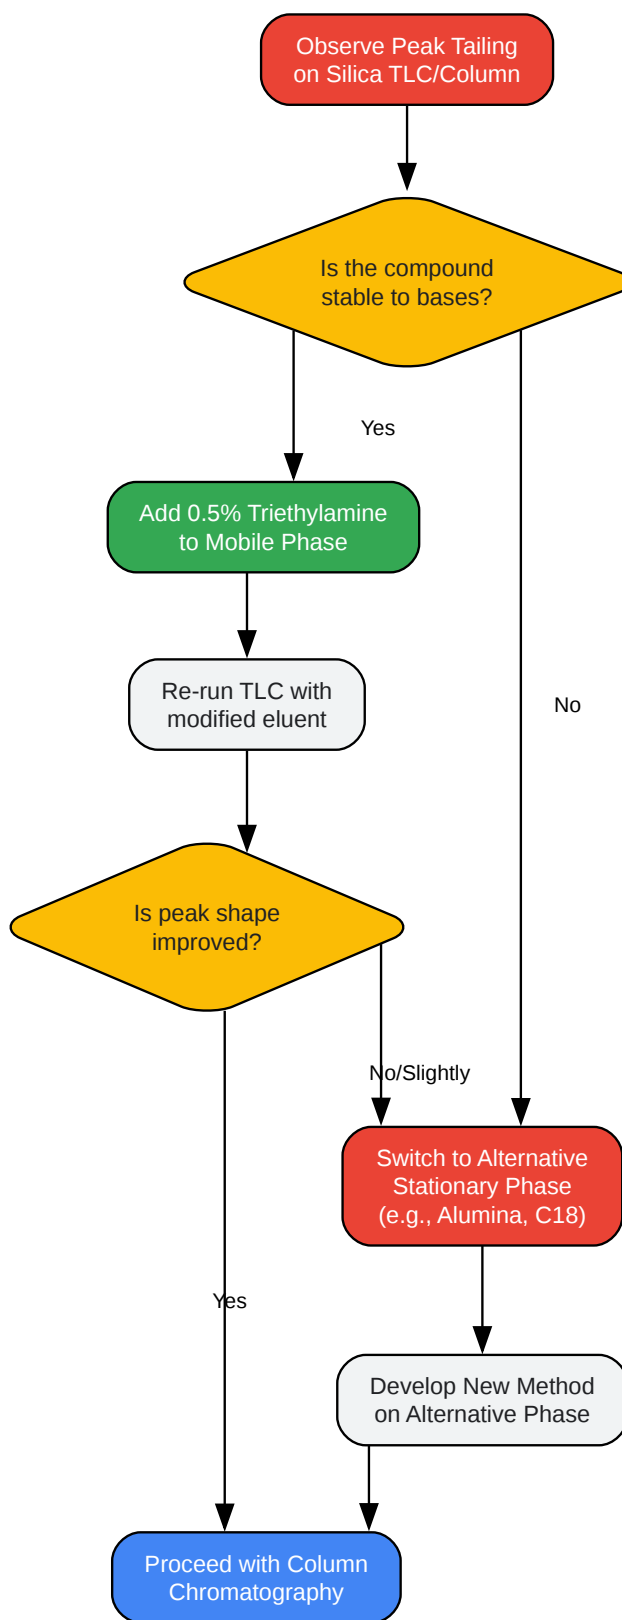 Observe Peak Tailing
on Silica TLC/Column
Is the compound
stable to bases?
Yes
Add 0.5% Triethylamine
to Mobile Phase
Re-run TLC with
modified eluent
No
Is peak shape
improved?
No/Slightly
Switch to Alternative
Stationary Phase
(e.g., Alumina, C18)
Yes
Develop New Method
on Alternative Phase
Proceed with Column
Chromatography